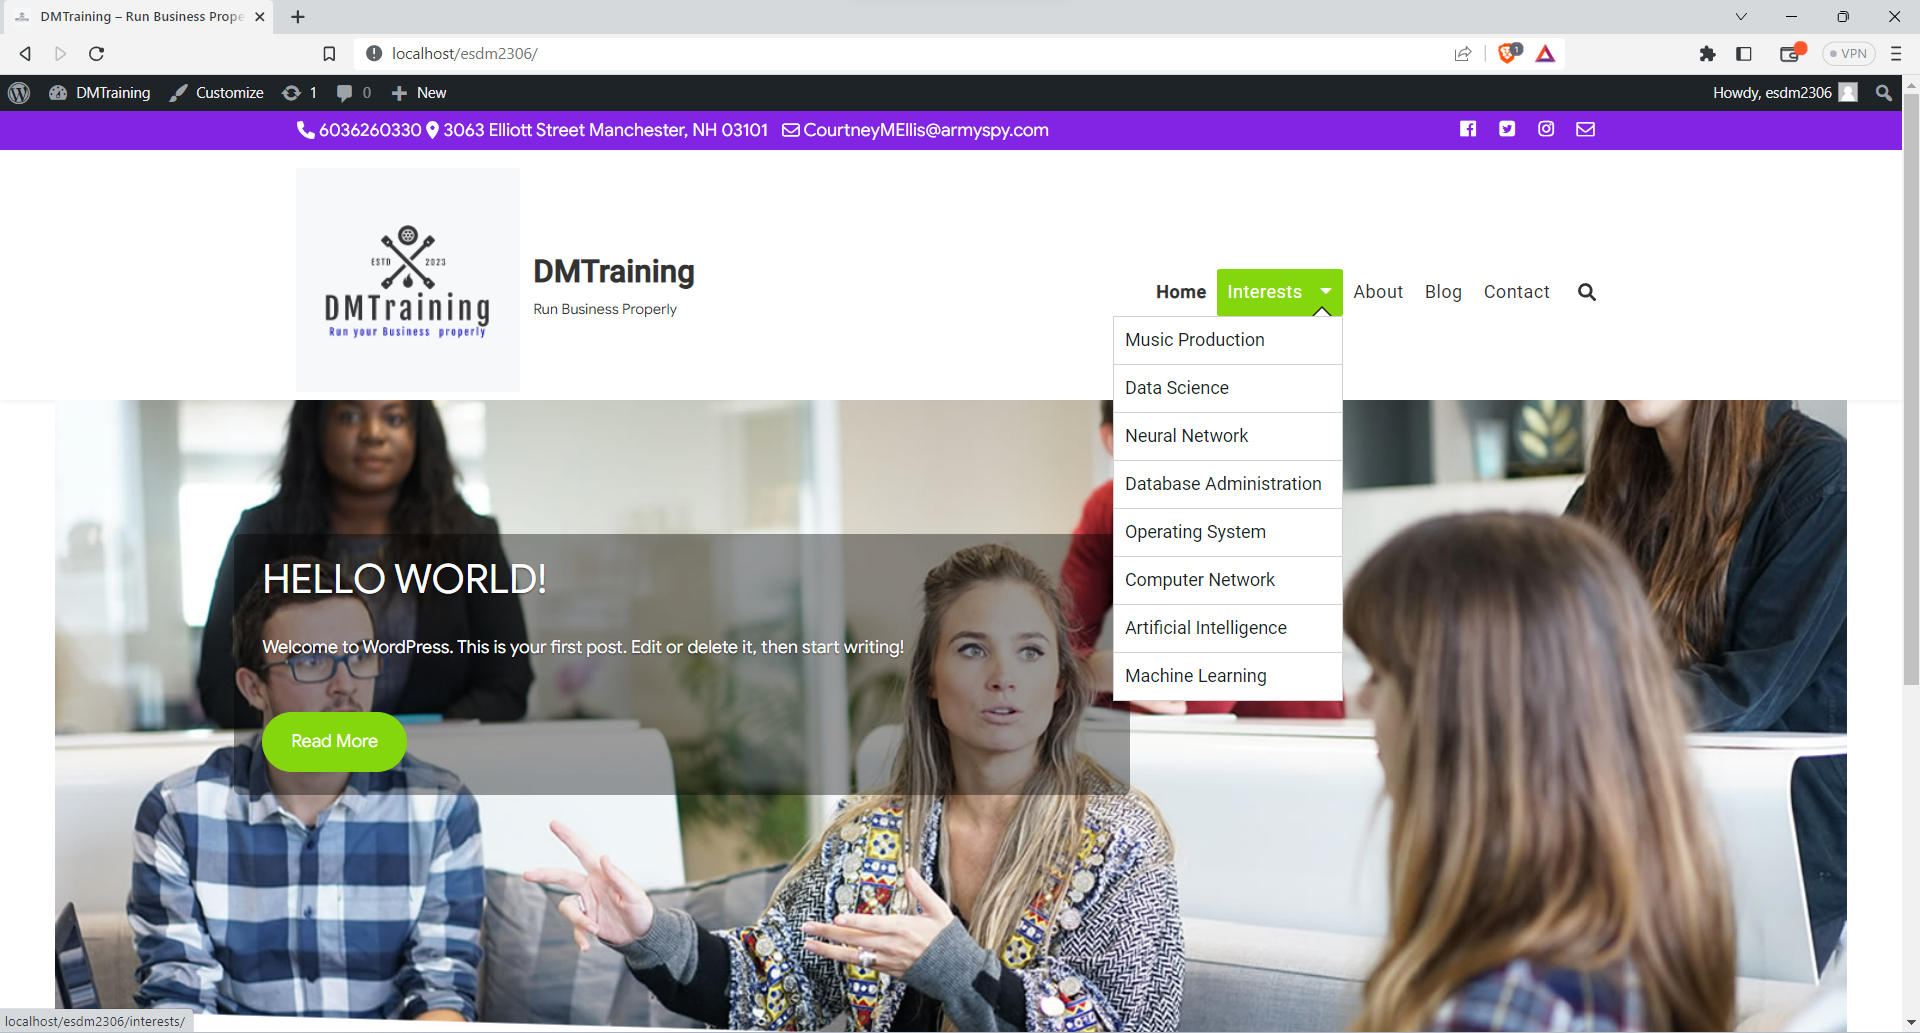 DMTraining – Run Business Prope
localhost/esdm2306/
1
VPN
DMTraining
Customize
1
0
New
Howdy, esdm2306
6036260330 3063 Elliott Street Manchester, NH 03101 CourtneyMEllis@armyspy.com
ESTD 2023
DMTraining
Run your Business properly
DMTraining
Run Business Properly
Home Interests About Blog Contact
Music Production
Data Science
Neural Network
Database Administration
Operating System
Computer Network
Artificial Intelligence
Machine Learning
HELLO WORLD!
Welcome to WordPress. This is your first post. Edit or delete it, then start writing!
Read More
localhost/esdm2306/interests/